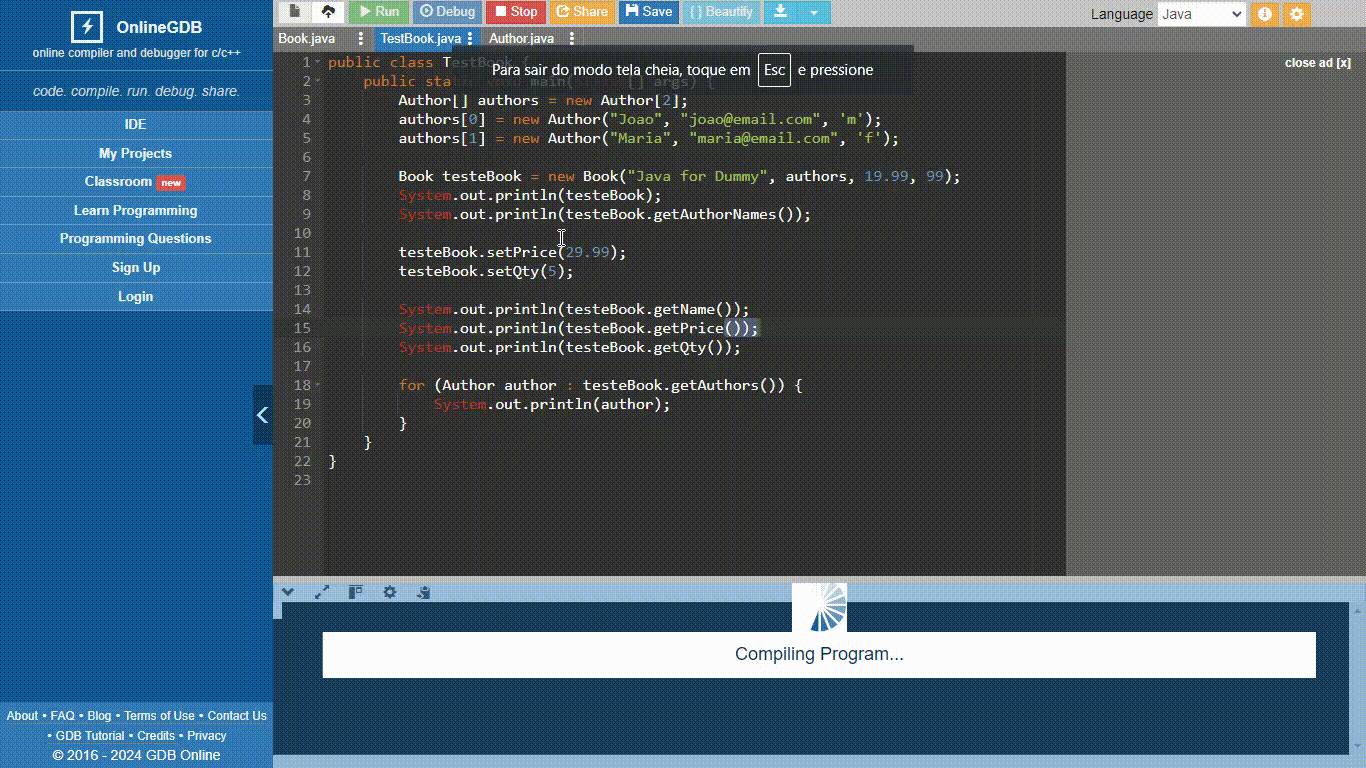 OnlineGDB
online compiler and debugger for c/c++
code. compile. run. debug. share.
IDE
My Projects
Classroom new
Learn Programming
Programming Questions
Sign Up
Login
About • FAQ • Blog • Terms of Use • Contact Us
• GDB Tutorial • Credits • Privacy
© 2016 - 2024 GDB Online
Run Debug Stop Share Save { } Beautify
Language Java
Book.java TestBook.java Author.java
Para sair do modo tela cheia, toque em Esc e pressione
close ad [x]
1 public class TestBook {
2 public sta void main( [] args) {
3 Author[] authors = new Author[2];
4 authors[0] = new Author("Joao", "joao@email.com", 'm');
5 authors[1] = new Author("Maria", "maria@email.com", 'f');
6
7 Book testeBook = new Book("Java for Dummy", authors, 19.99, 99);
8 System.out.println(testeBook);
9 System.out.println(testeBook.getAuthorNames());
10
11 testeBook.setPrice(29.99);
12 testeBook.setQty(5);
13
14 System.out.println(testeBook.getName());
15 System.out.println(testeBook.getPrice());
16 System.out.println(testeBook.getQty());
17
18 for (Author author : testeBook.getAuthors()) {
19 System.out.println(author);
20 }
21 }
22 }
23
Compiling Program...